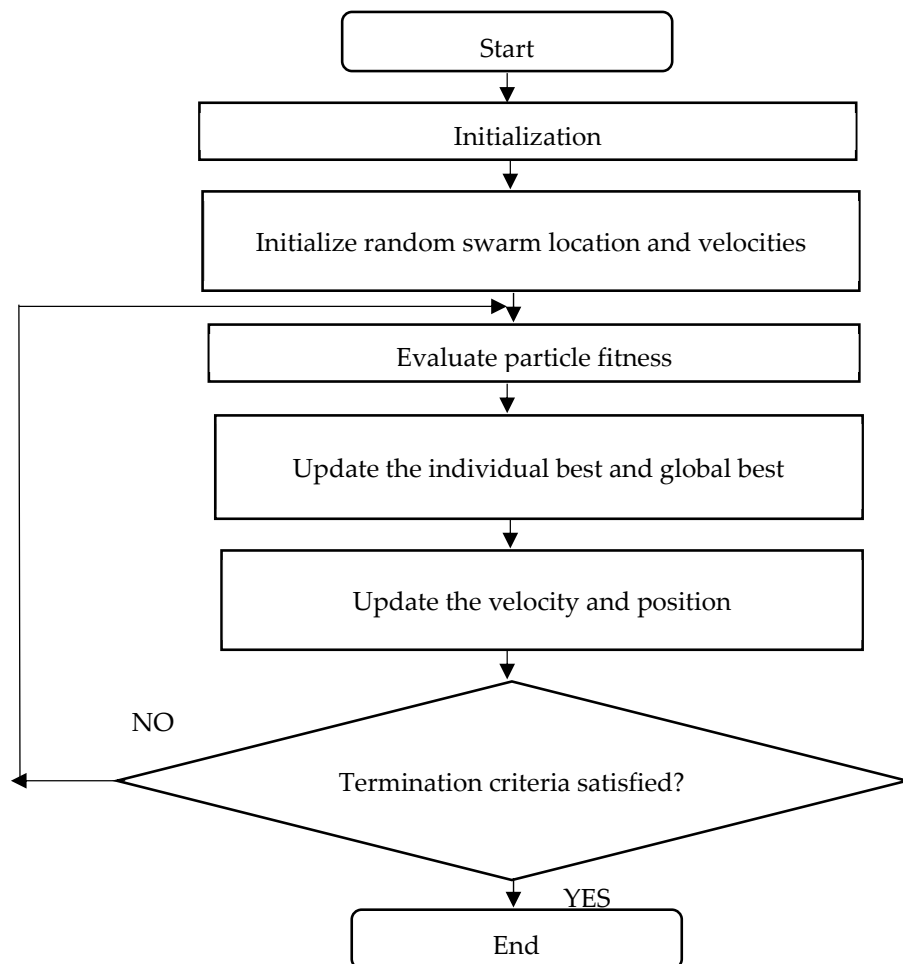 Start
Initialization
Initialize random swarm location and velocities
Evaluate particle fitness
Update the individual best and global best
Update the velocity and position
NO
Termination criteria satisfied?
YES
End